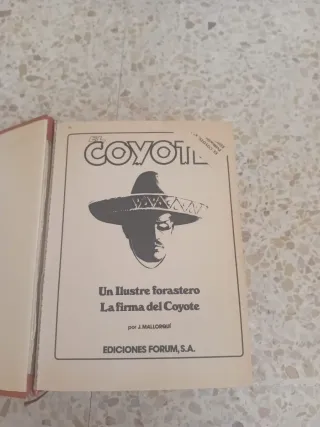 EL
COYOTE
Un Ilustre forastero
La firma del Coyote
por J. MALLORQUÍ
EDICIONES FORUM, S.A.